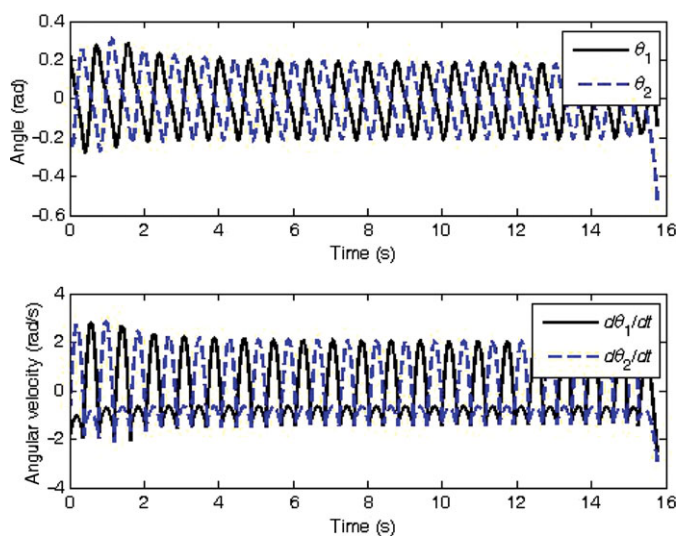 0.4
0.2
0
-0.2
-0.4
-0.6
Angle (rad)
θ1
θ2
0 2 4 6 8 10 12 14 16
Time (s)
4
2
0
-2
-4
Angular velocity (rad/s)
dθ1/dt
dθ2/dt
0 2 4 6 8 10 12 14 16
Time (s)